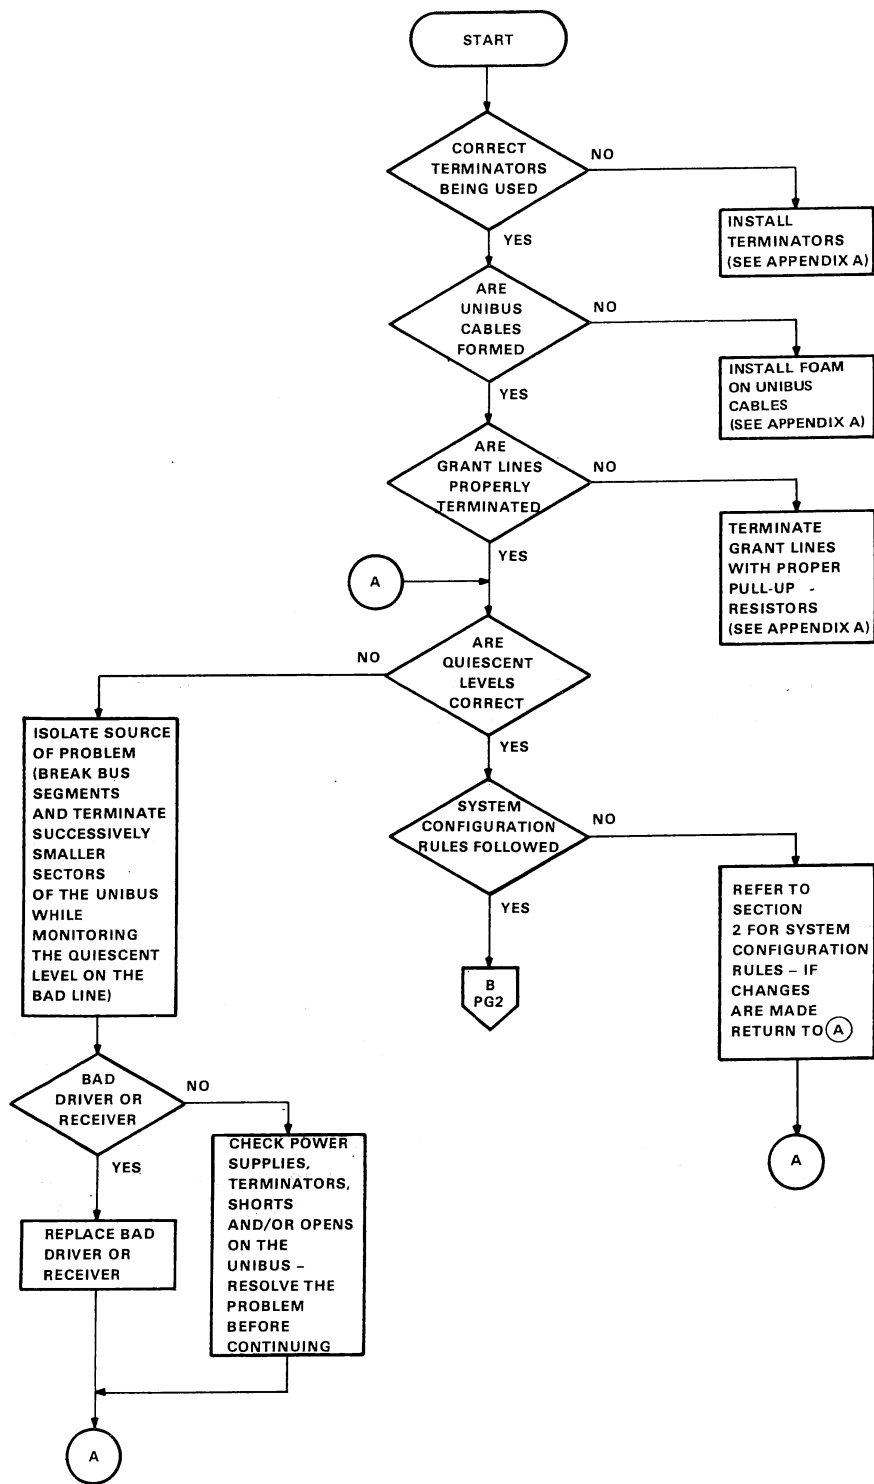 START
CORRECT
TERMINATORS
BEING USED
NO
INSTALL
TERMINATORS
(SEE APPENDIX A)
YES
ARE
UNIBUS
CABLES
FORMED
NO
INSTALL FOAM
ON UNIBUS
CABLES
(SEE APPENDIX A)
YES
ARE
GRANT LINES
PROPERLY
TERMINATED
NO
TERMINATE
GRANT LINES
WITH PROPER
PULL-UP -
RESISTORS
(SEE APPENDIX A)
YES
A
ARE
QUIESCENT
LEVELS
CORRECT
NO
ISOLATE SOURCE
OF PROBLEM
(BREAK BUS
SEGMENTS
AND TERMINATE
SUCCESSIVELY
SMALLER
SECTORS
OF THE UNIBUS
WHILE
MONITORING
THE QUIESCENT
LEVEL ON THE
BAD LINE)
YES
SYSTEM
CONFIGURATION
RULES FOLLOWED
NO
REFER TO
SECTION
2 FOR SYSTEM
CONFIGURATION
RULES – IF
CHANGES
ARE MADE
RETURN TO A
A
YES
B
PG2
BAD
DRIVER OR
RECEIVER
NO
CHECK POWER
SUPPLIES,
TERMINATORS,
SHORTS
AND/OR OPENS
ON THE
UNIBUS –
RESOLVE THE
PROBLEM
BEFORE
CONTINUING
YES
REPLACE BAD
DRIVER OR
RECEIVER
A